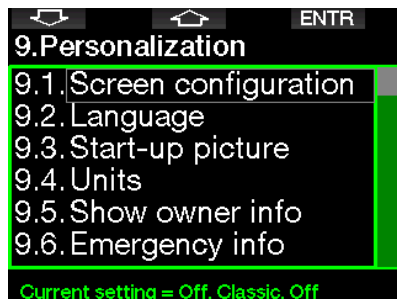 ENTR
9.Personalization
9.1.Screen configuration
9.2.Language
9.3.Start-up picture
9.4.Units
9.5.Show owner info
9.6.Emergency info
Current setting = Off, Classic, Off